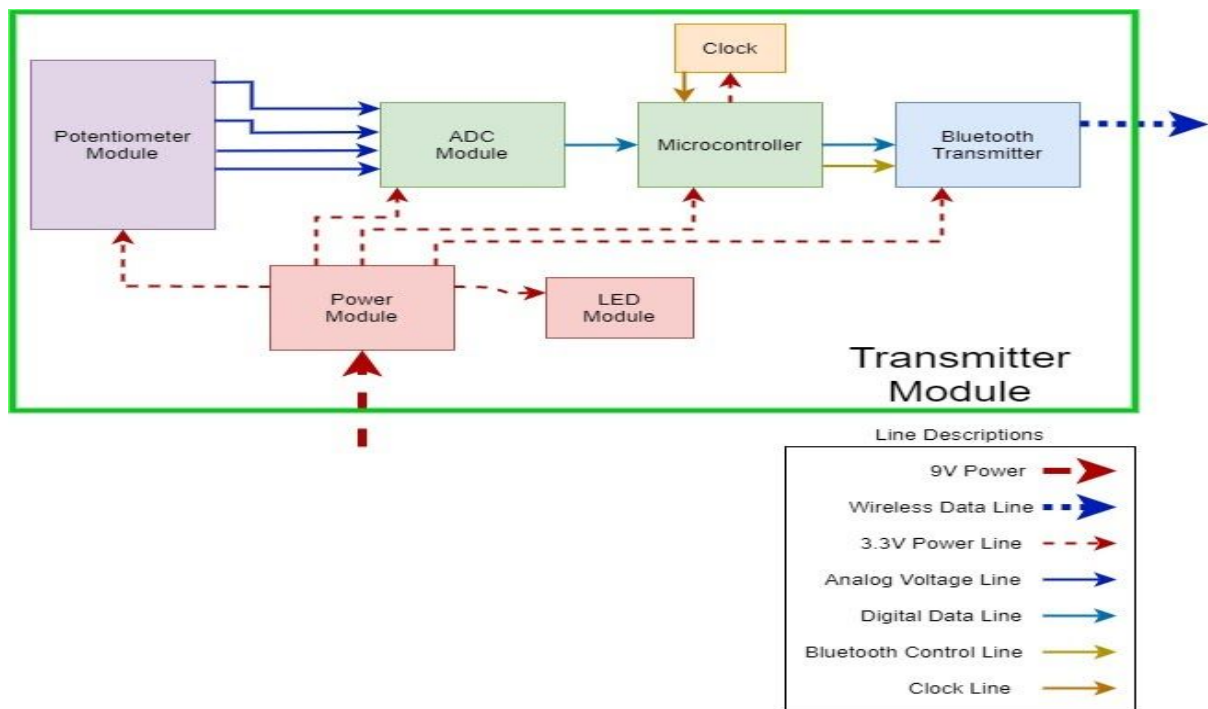 Clock
Potentiometer
Module
ADC
Module
Microcontroller
Bluetooth
Transmitter
Power
Module
LED
Module
Transmitter
Module
Line Descriptions
9V Power
Wireless Data Line
3.3V Power Line
Analog Voltage Line
Digital Data Line
Bluetooth Control Line
Clock Line